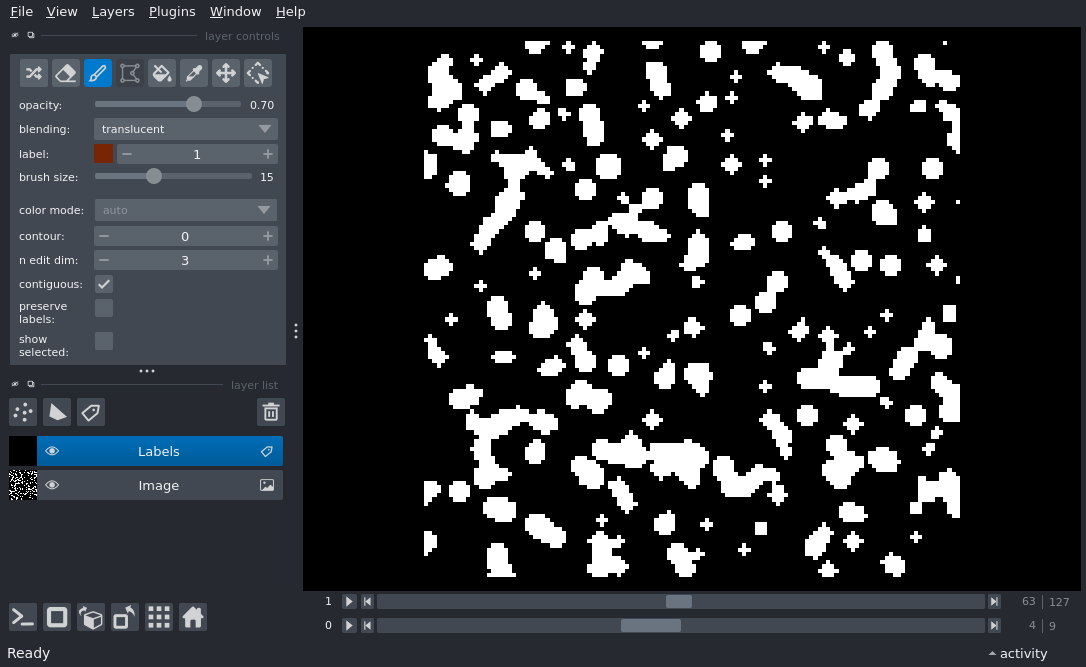 File View Layers Plugins Window Help
layer controls
opacity: 0.70
blending: translucent
label: 1
brush size: 15
color mode: auto
contour: 0
n edit dim: 3
contiguous:
preserve
labels:
show
selected:
layer list
Labels
Image
1 63 127
0 4 9
Ready activity